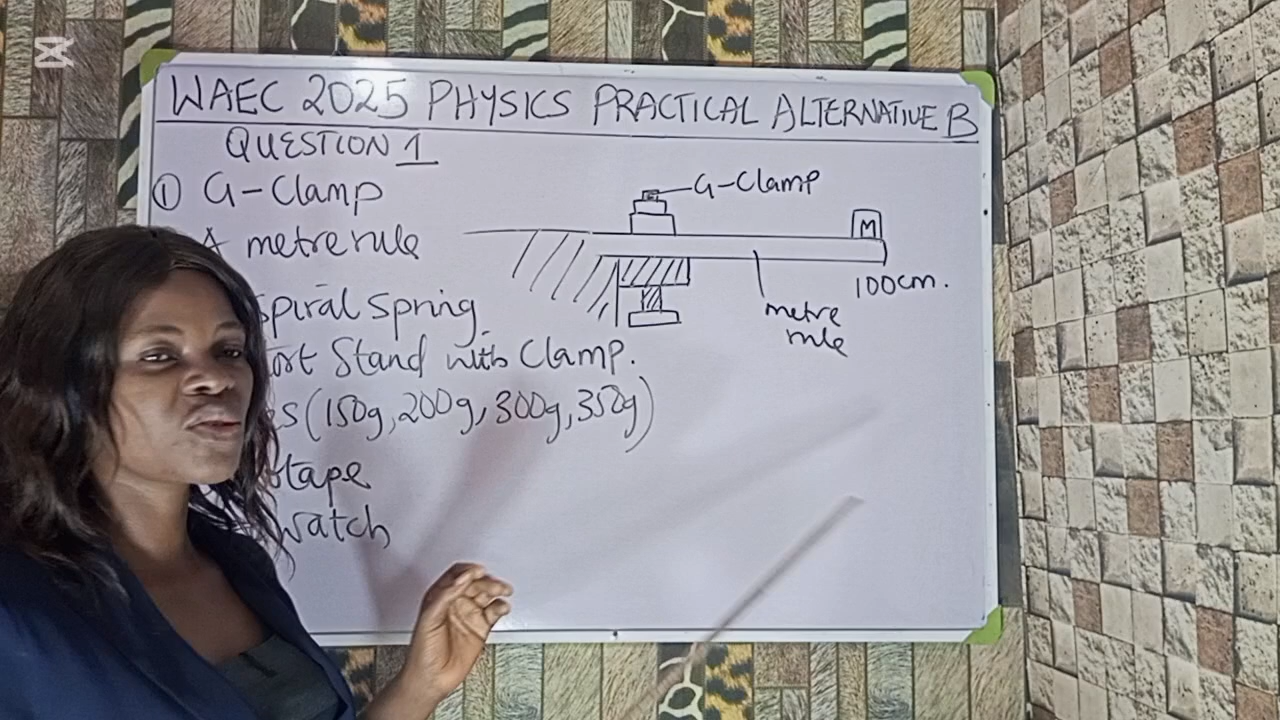 WAEC 2025 PHYSICS PRACTICAL ALTERNATIVE B
QUESTION 1
① G-Clamp
A metre rule
spiral spring
Stand with Clamp.
(150g, 200g, 300g, 350g)
tape
watch
G-Clamp
M
100cm.
metre
rule